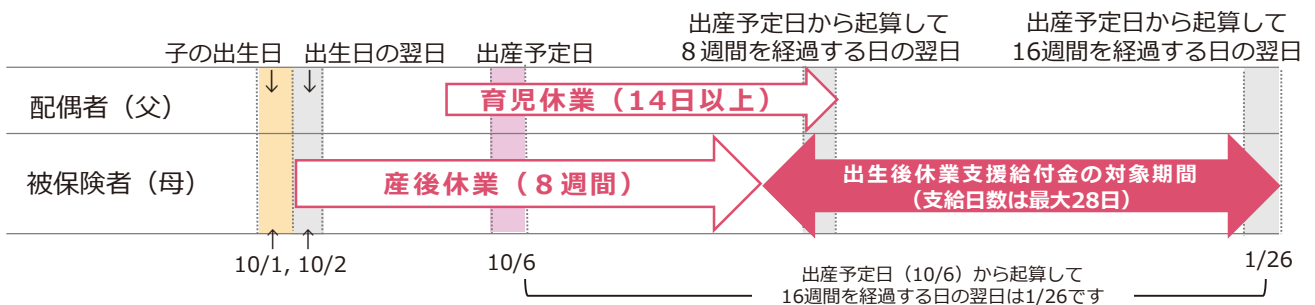 出産予定日から起算して
８週間を経過する日の翌日
出産予定日から起算して
16週間を経過する日の翌日
子の出生日
出生日の翌日
出産予定日
↓
↓
配偶者（父）
育児休業（14日以上）
被保険者（母）
産後休業（８週間）
出生後休業支援給付金の対象期間
（支給日数は最大28日）
↑
↑
10/1, 10/2
10/6
1/26
出産予定日（10/6）から起算して
16週間を経過する日の翌日は1/26です